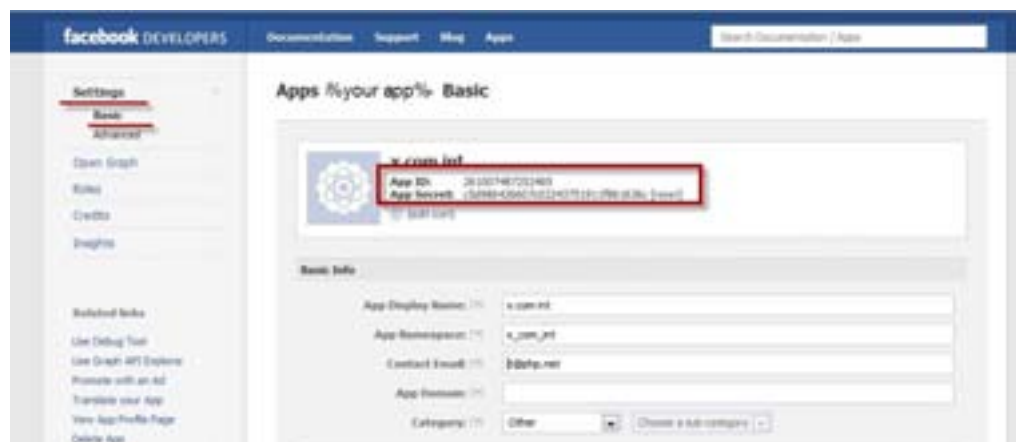 facebook DEVELOPERS
Documentation Support Blog Apps
Search Documentation / Apps
Settings
Basic
Advanced
Open Graph
Roles
Credits
Insights
Related links
Use Debug Tool
Use Graph API Explorer
Promote with an Ad
Translate your App
View App Profile Page
Delete App
Apps %your app% Basic
x.com.int
App ID:
App Secret: [reset]
[edit icon]
Basic Info
App Display Name: [?] x.com.int
App Namespace: [?] x_com_int
Contact Email: [?] @php.net
App Domain: [?]
Category: [?] Other Choose a sub-category